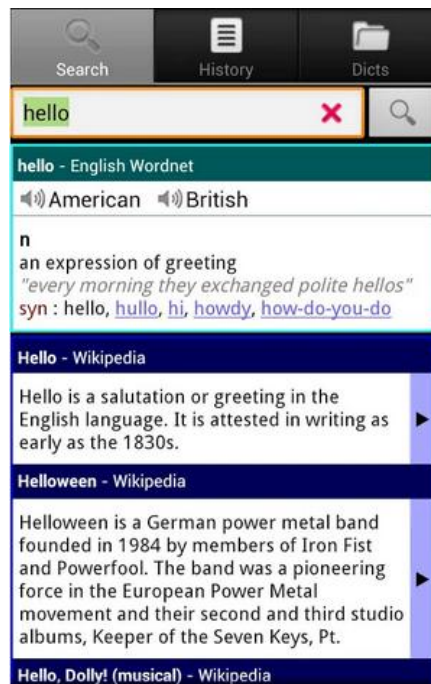 Search
History
Dicts
hello
hello - English Wordnet
American British
n
an expression of greeting
"every morning they exchanged polite hellos"
syn : hello, hullo, hi, howdy, how-do-you-do
Hello - Wikipedia
Hello is a salutation or greeting in the
English language. It is attested in writing as
early as the 1830s.
Helloween - Wikipedia
Helloween is a German power metal band
founded in 1984 by members of Iron Fist
and Powerfool. The band was a pioneering
force in the European Power Metal
movement and their second and third studio
albums, Keeper of the Seven Keys, Pt.
Hello, Dolly! (musical) - Wikipedia